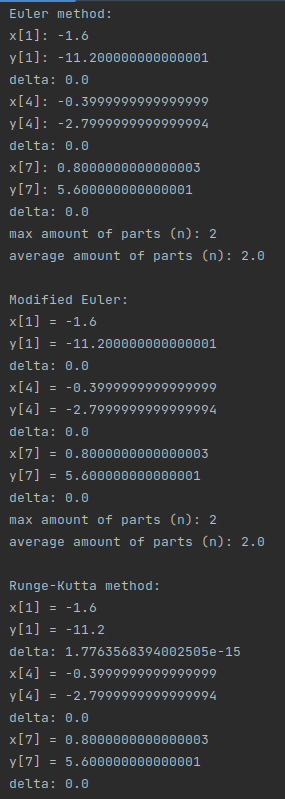 Euler method:
x[1]: -1.6
y[1]: -11.200000000000001
delta: 0.0
x[4]: -0.3999999999999999
y[4]: -2.7999999999999994
delta: 0.0
x[7]: 0.8000000000000003
y[7]: 5.600000000000001
delta: 0.0
max amount of parts (n): 2
average amount of parts (n): 2.0
Modified Euler:
x[1] = -1.6
y[1] = -11.200000000000001
delta: 0.0
x[4] = -0.3999999999999999
y[4] = -2.7999999999999994
delta: 0.0
x[7] = 0.8000000000000003
y[7] = 5.600000000000001
delta: 0.0
max amount of parts (n): 2
average amount of parts (n): 2.0
Runge-Kutta method:
x[1] = -1.6
y[1] = -11.2
delta: 1.7763568394002505e-15
x[4] = -0.3999999999999999
y[4] = -2.7999999999999994
delta: 0.0
x[7] = 0.8000000000000003
y[7] = 5.600000000000001
delta: 0.0